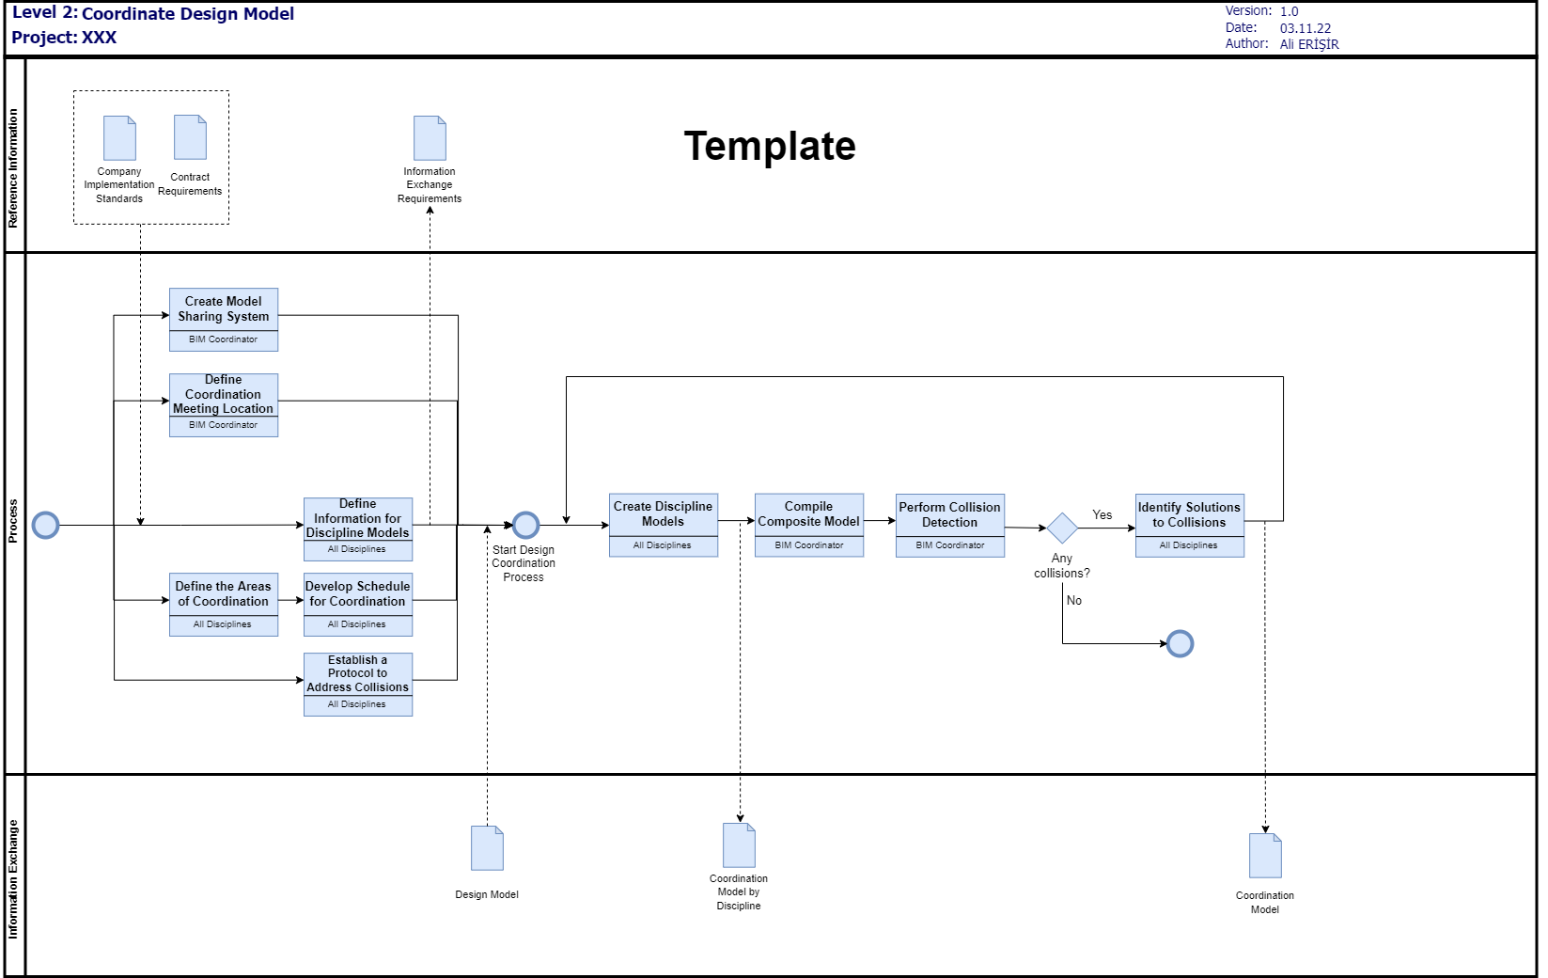 Level 2: Coordinate Design Model
Project: XXX
Version: 1.0
Date: 03.11.22
Author: Ali ERİŞİR
Reference Information
Company
Implementation
Standards
Contract
Requirements
Information
Exchange
Requirements
Template
Process
Create Model
Sharing System
BIM Coordinator
Define
Coordination
Meeting Location
BIM Coordinator
Define
Information for
Discipline Models
All Disciplines
Define the Areas
of Coordination
All Disciplines
Develop Schedule
for Coordination
All Disciplines
Establish a
Protocol to
Address Collisions
All Disciplines
Start Design
Coordination
Process
Create Discipline
Models
All Disciplines
Compile
Composite Model
BIM Coordinator
Perform Collision
Detection
BIM Coordinator
Any
collisions?
Yes
No
Identify Solutions
to Collisions
All Disciplines
Information Exchange
Design Model
Coordination
Model by
Discipline
Coordination
Model